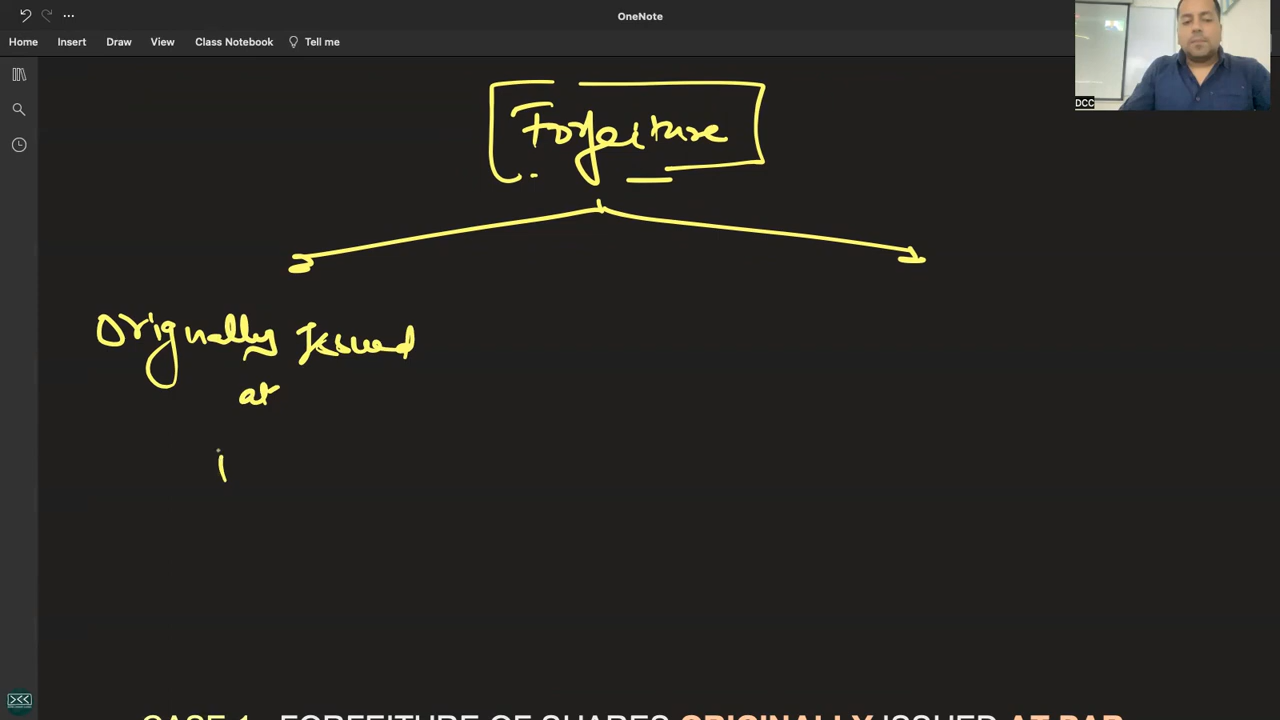 OneNote
Home Insert Draw View Class Notebook Tell me
DCC
Forfeiture
Originally Issued
at
CASE 1 - FORFEITURE OF SHARES ORIGINALLY ISSUED AT PAR